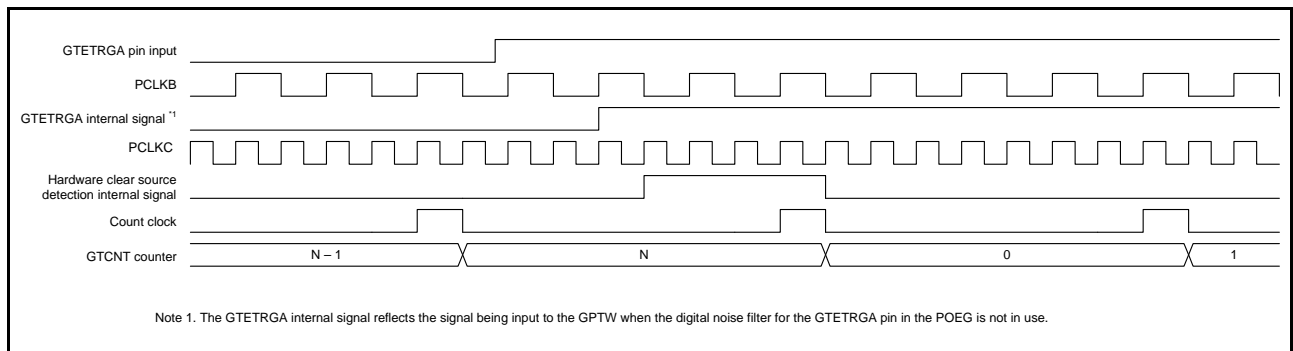 GTETRGA pin input
PCLKB
GTETRGA internal signal *1
PCLKC
Hardware clear source
detection internal signal
Count clock
GTCNT counter
N – 1
N
0
1
Note 1. The GTETRGA internal signal reflects the signal being input to the GPTW when the digital noise filter for the GTETRGA pin in the POEG is not in use.